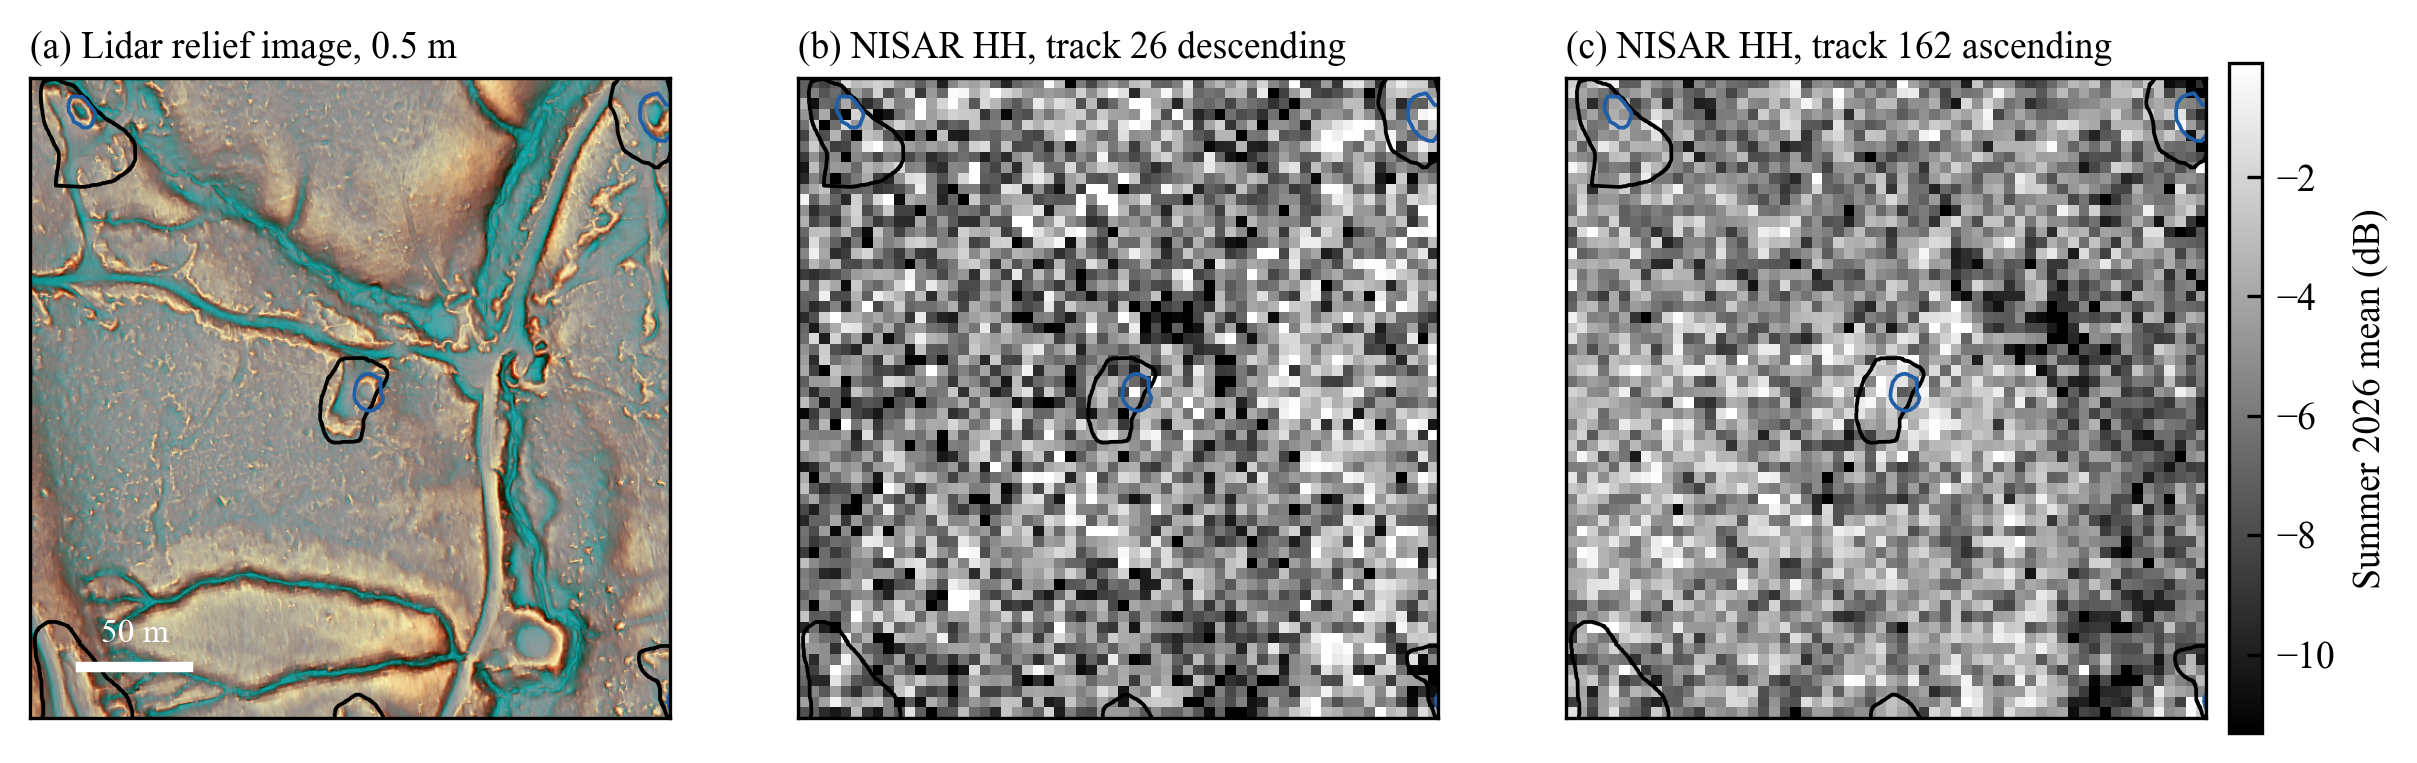 (a) Lidar relief image, 0.5 m
(b) NISAR HH, track 26 descending
(c) NISAR HH, track 162 ascending
50 m
−2
−4
−6
−8
−10
Summer 2026 mean (dB)